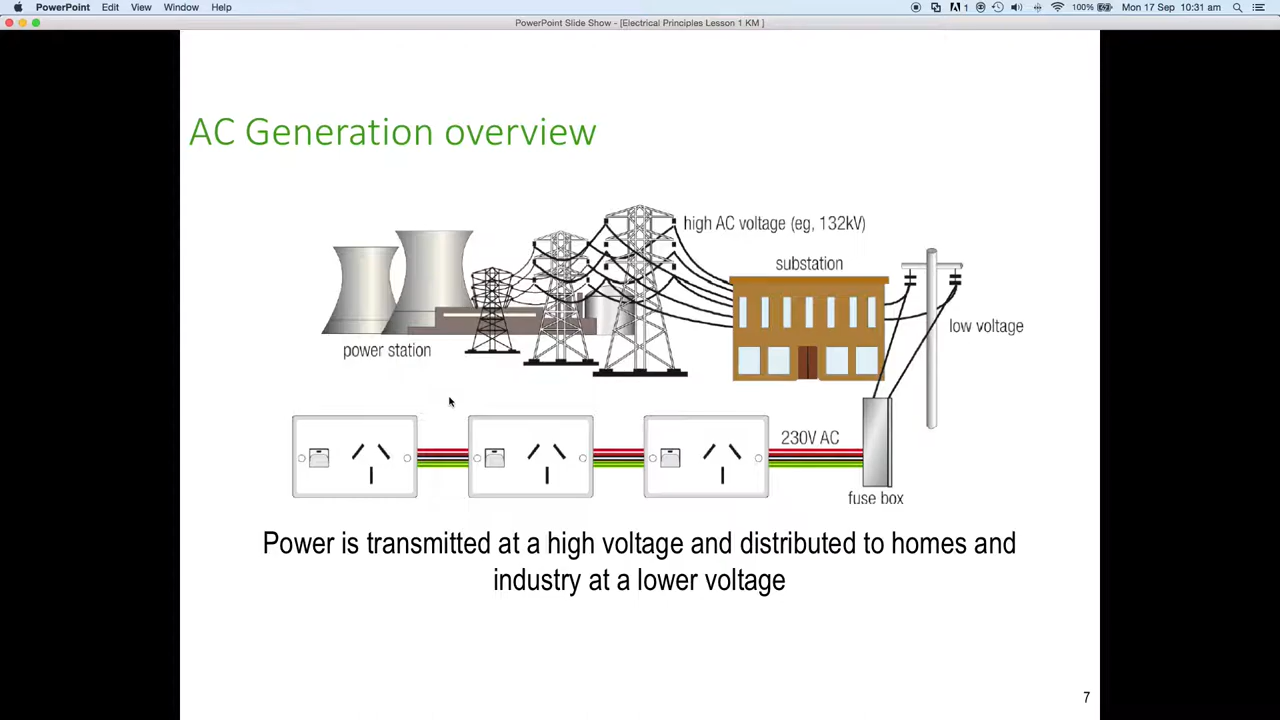 PowerPoint Edit View Window Help
1 100% Mon 17 Sep 10:31 am
PowerPoint Slide Show - [Electrical Principles Lesson 1 KM ]
AC Generation overview
high AC voltage (eg, 132kV)
substation
low voltage
power station
230V AC
fuse box
Power is transmitted at a high voltage and distributed to homes and
industry at a lower voltage
7